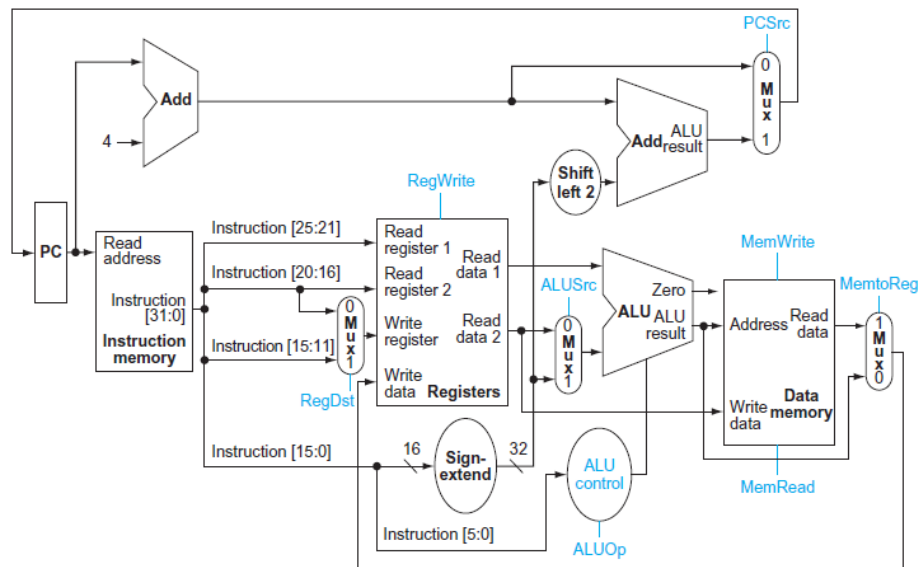 PCSrc
0
M
u
x
1
Add
4
Add
ALU
result
Shift
left 2
RegWrite
PC
Read
address
Instruction
[31:0]
Instruction
memory
Instruction [25:21]
Instruction [20:16]
Instruction [15:11]
0
M
u
x
1
RegDst
Read
register 1
Read
register 2
Write
register
Write
data
Read
data 1
Read
data 2
Registers
ALUSrc
0
M
u
x
1
Zero
ALU
ALU
result
MemWrite
Address
Read
data
Write
data
Data
memory
MemRead
MemtoReg
1
M
u
x
0
Instruction [15:0]
16
Sign-
extend
32
ALU
control
Instruction [5:0]
ALUOp